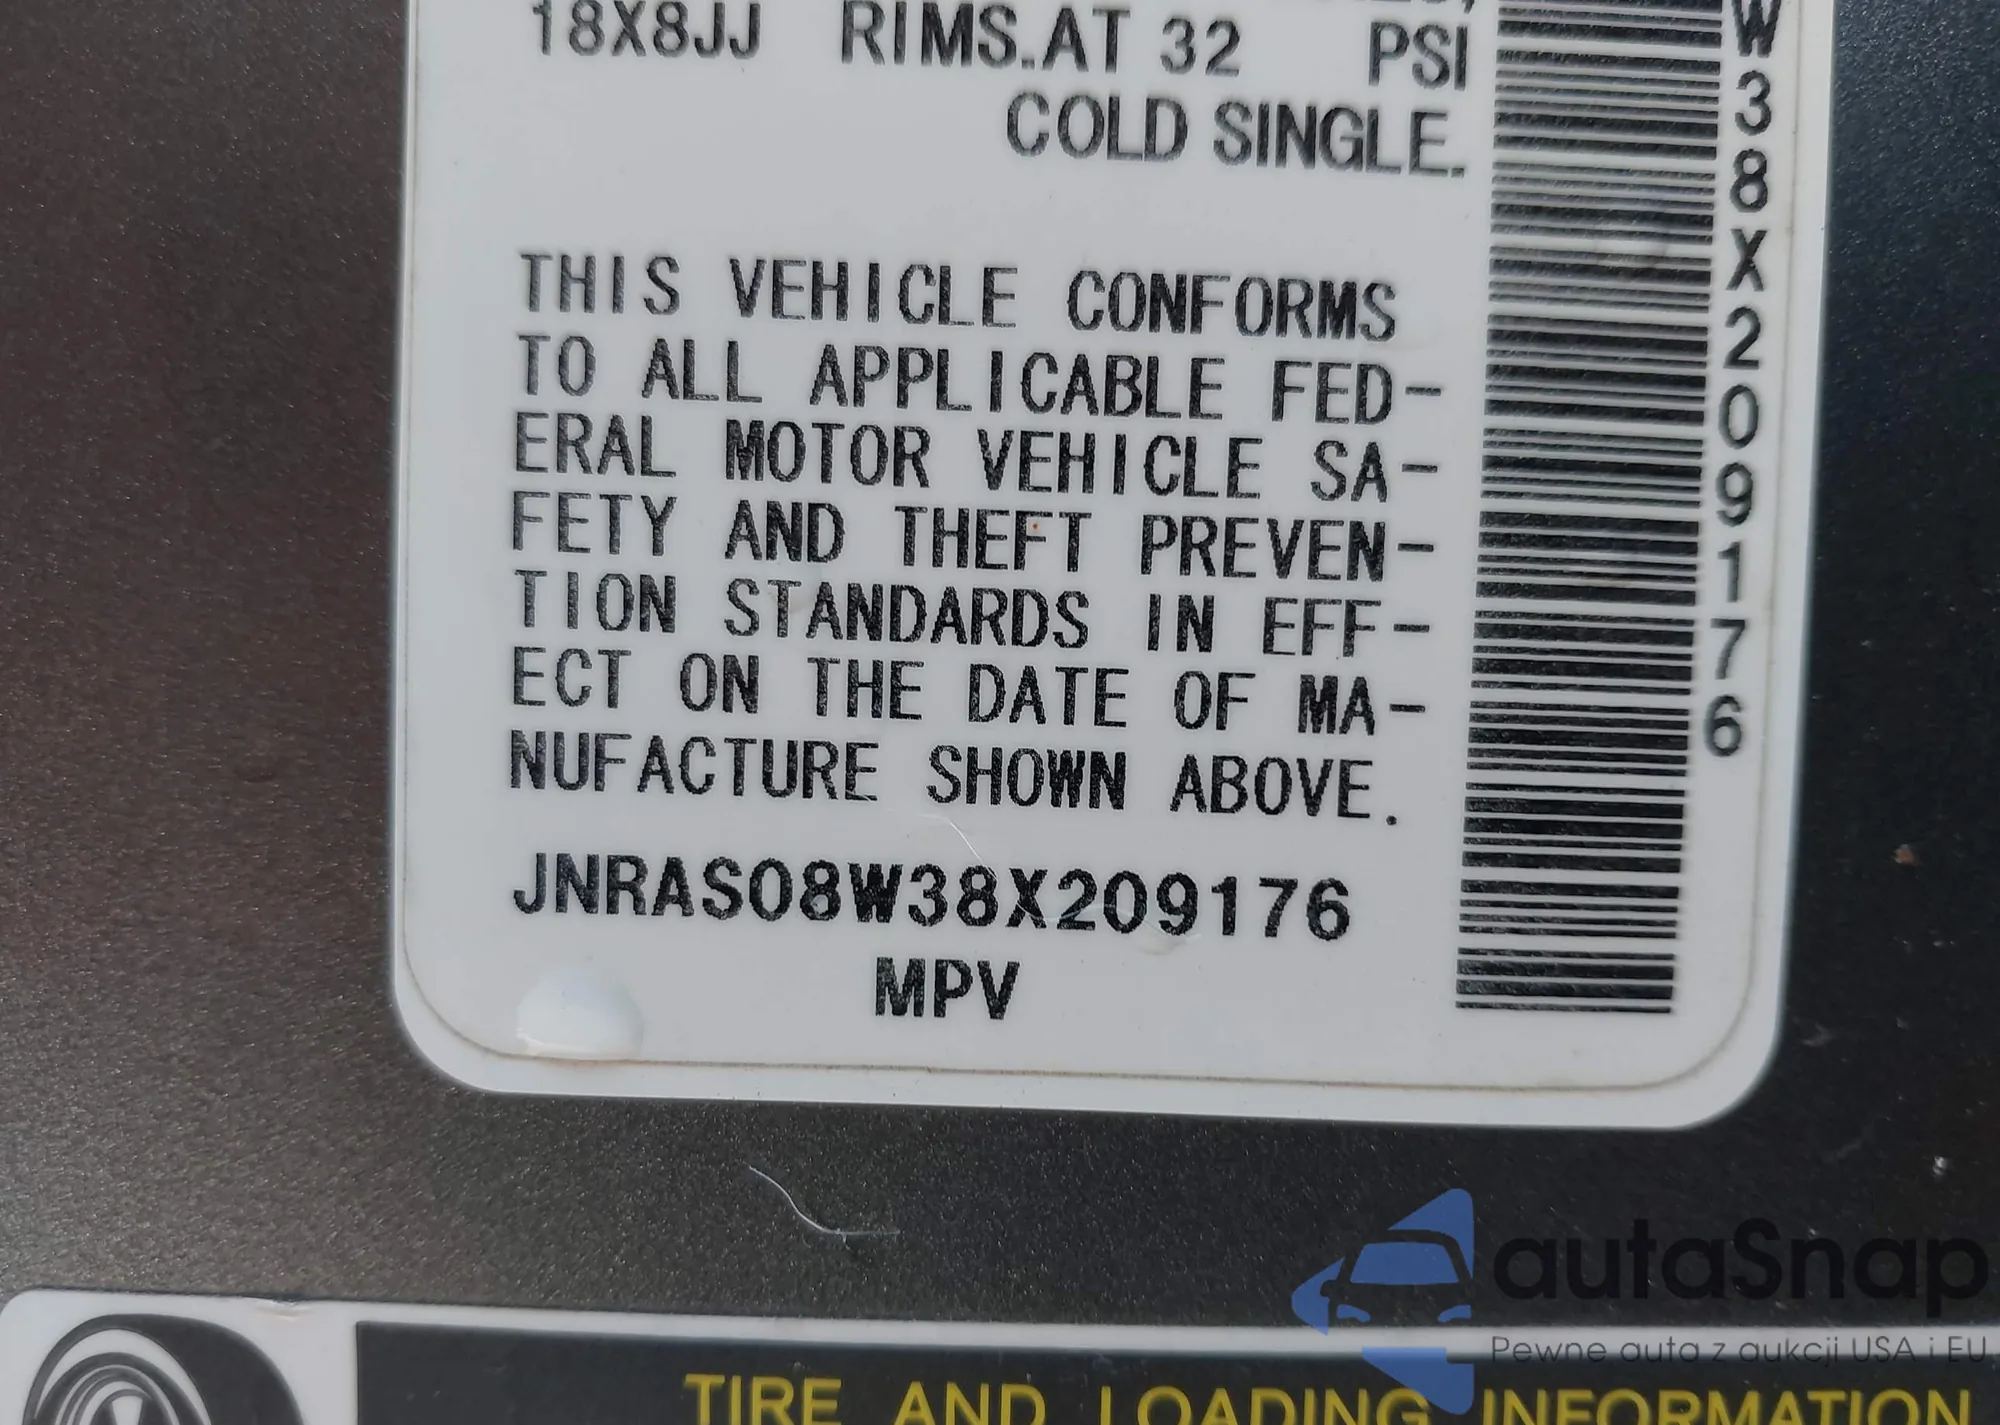 18X8JJ RIMS.AT 32 PSI
COLD SINGLE.
THIS VEHICLE CONFORMS
TO ALL APPLICABLE FED-
ERAL MOTOR VEHICLE SA-
FETY AND THEFT PREVEN-
TION STANDARDS IN EFF-
ECT ON THE DATE OF MA-
NUFACTURE SHOWN ABOVE.
JNRAS08W38X209176
MPV
W38X209176
autaSnap
Pewne auta z aukcji USA i EU
TIRE AND LOADING INFORMATION